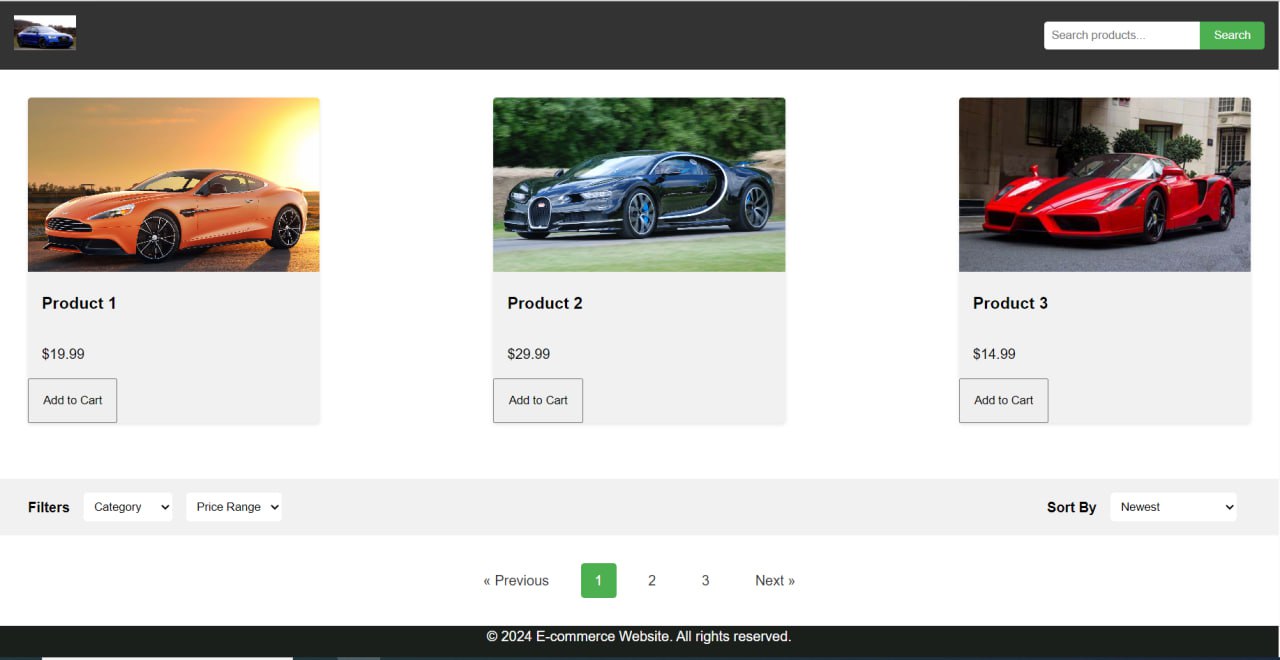 Search products...
Search
Product 1
$19.99
Add to Cart
Product 2
$29.99
Add to Cart
Product 3
$14.99
Add to Cart
Filters
Category
Price Range
Sort By
Newest
« Previous
1
2
3
Next »
© 2024 E-commerce Website. All rights reserved.